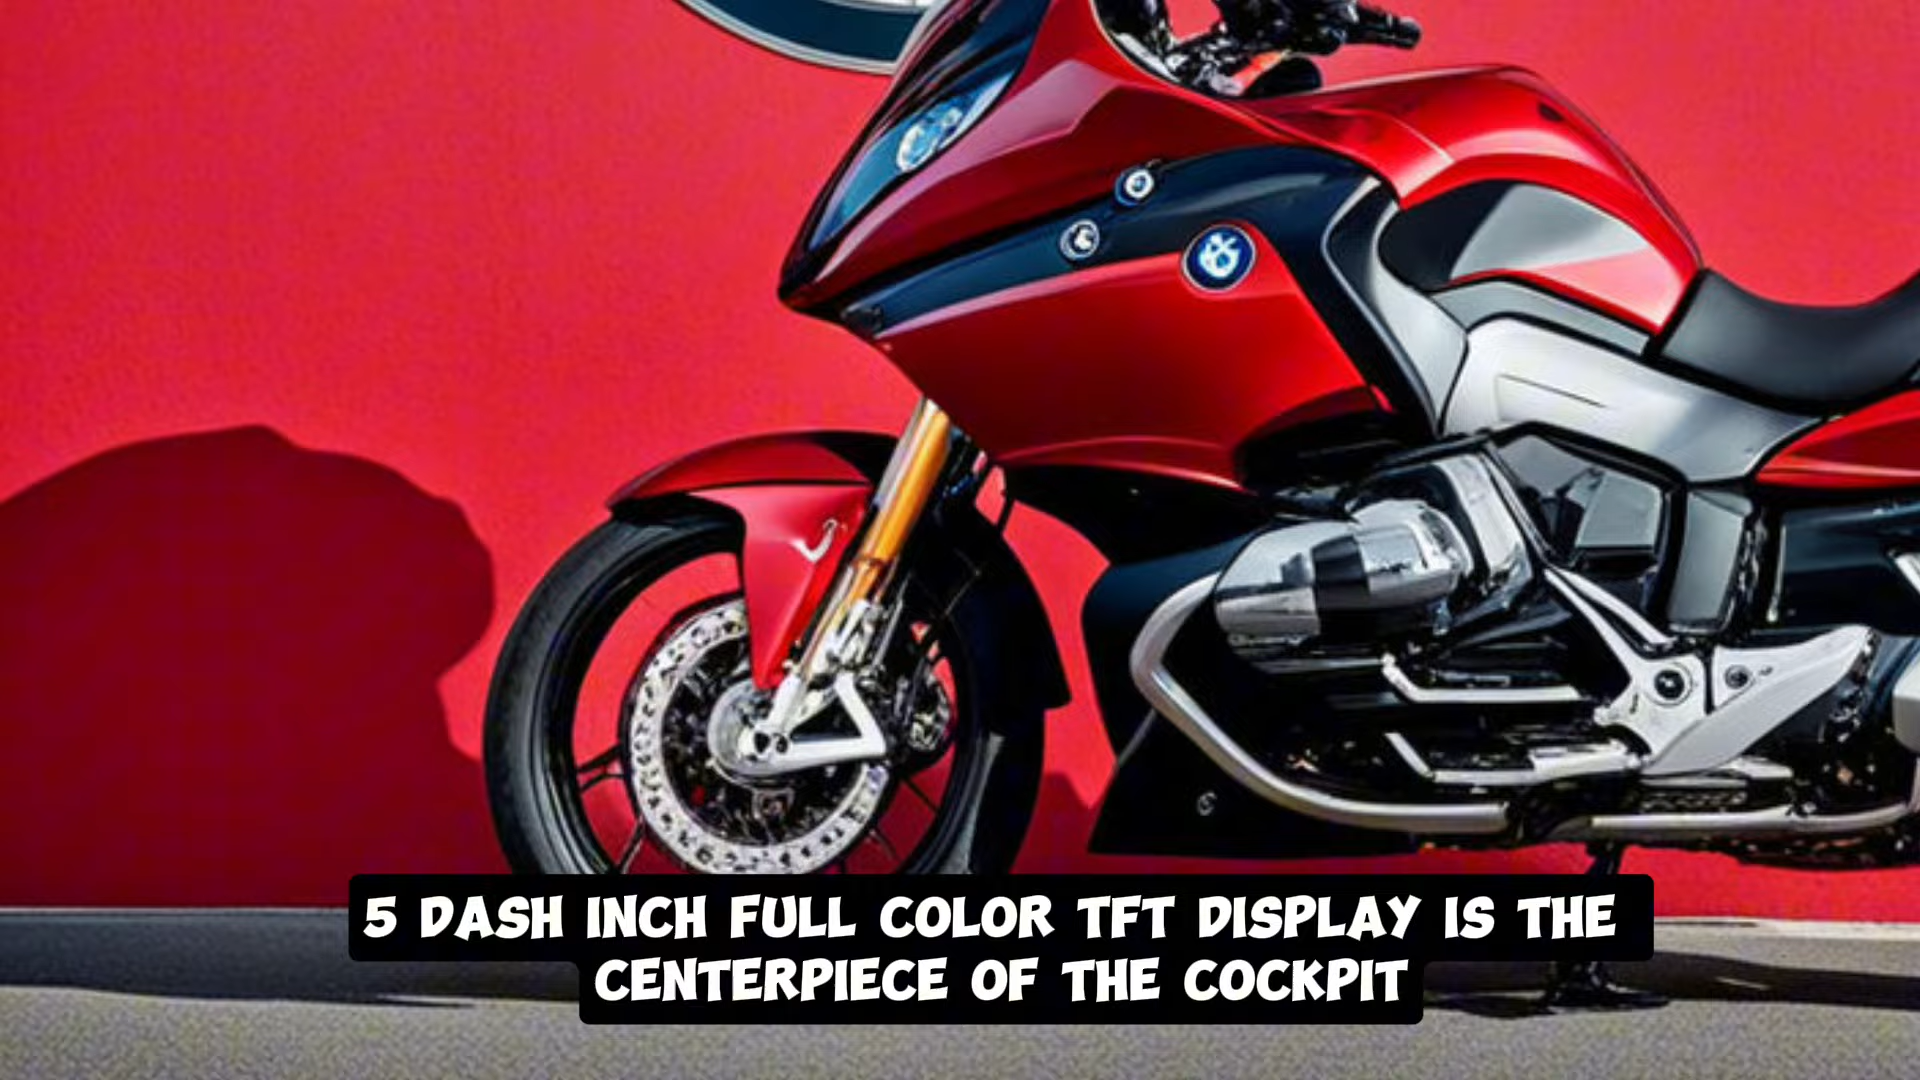 5 DASH INCH FULL COLOR TFT DISPLAY IS THE
CENTERPIECE OF THE COCKPIT